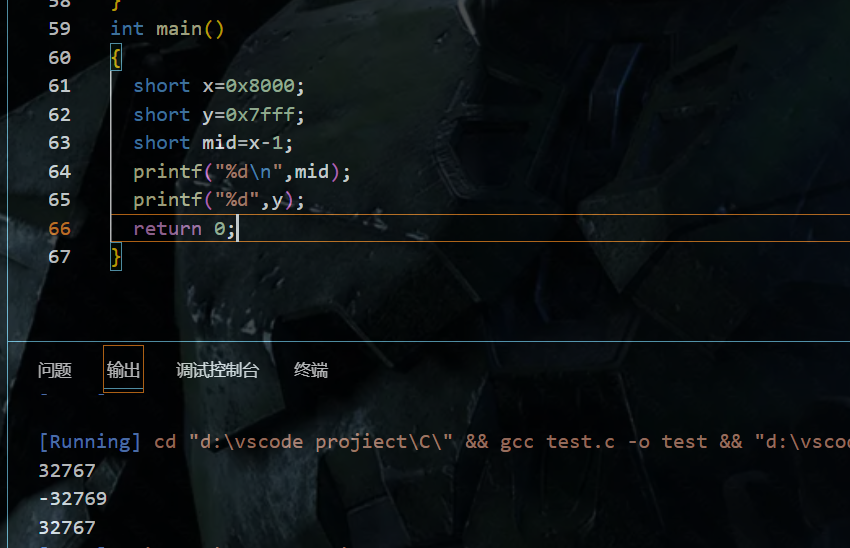 58 }
59 int main()
60 {
61 short x=0x8000;
62 short y=0x7fff;
63 short mid=x-1;
64 printf("%d\n",mid);
65 printf("%d",y);
66 return 0;
67 }
问题 输出 调试控制台 终端
[Running] cd "d:\vscode projiect\C\" && gcc test.c -o test && "d:\vscod
32767
-32769
32767